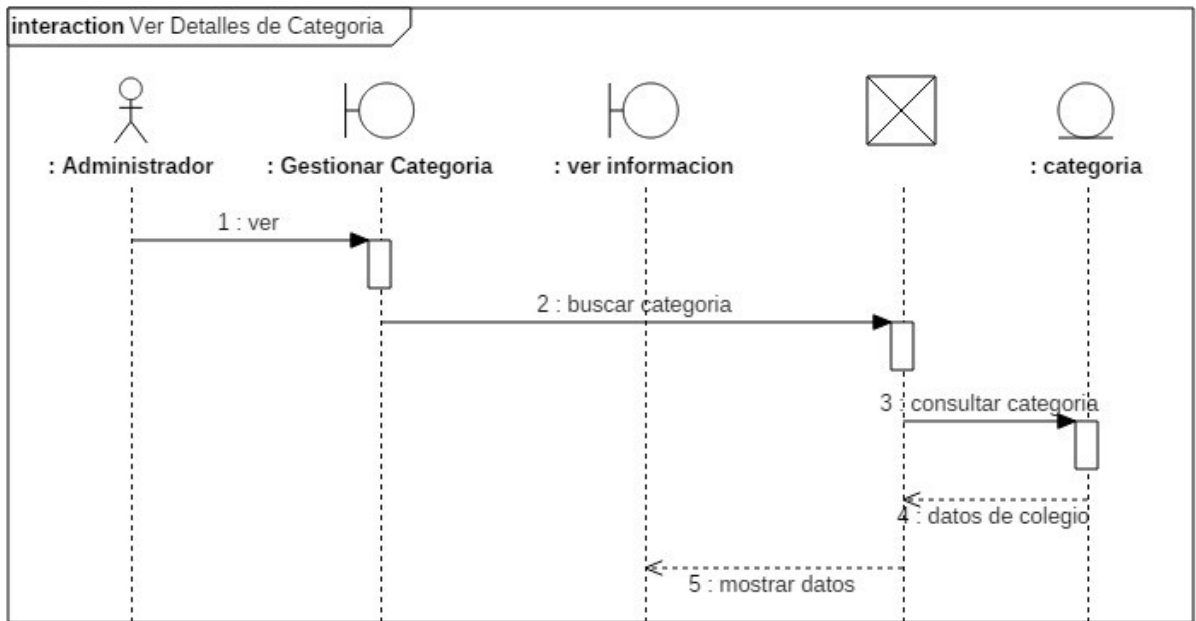 interaction Ver Detalles de Categoria
: Administrador
: Gestionar Categoria
: ver informacion
: categoria
1 : ver
2 : buscar categoria
3 : consultar categoria
4 : datos de colegio
5 : mostrar datos